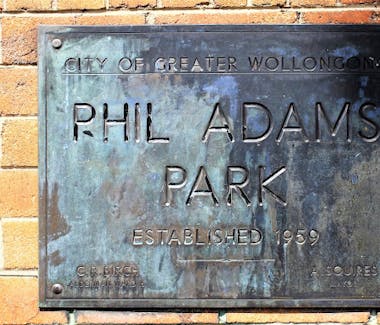 CITY OF GREATER WOLLONGONG
PHIL ADAMS
PARK
ESTABLISHED 1959
C.R. BIRCH A. SQUIRES